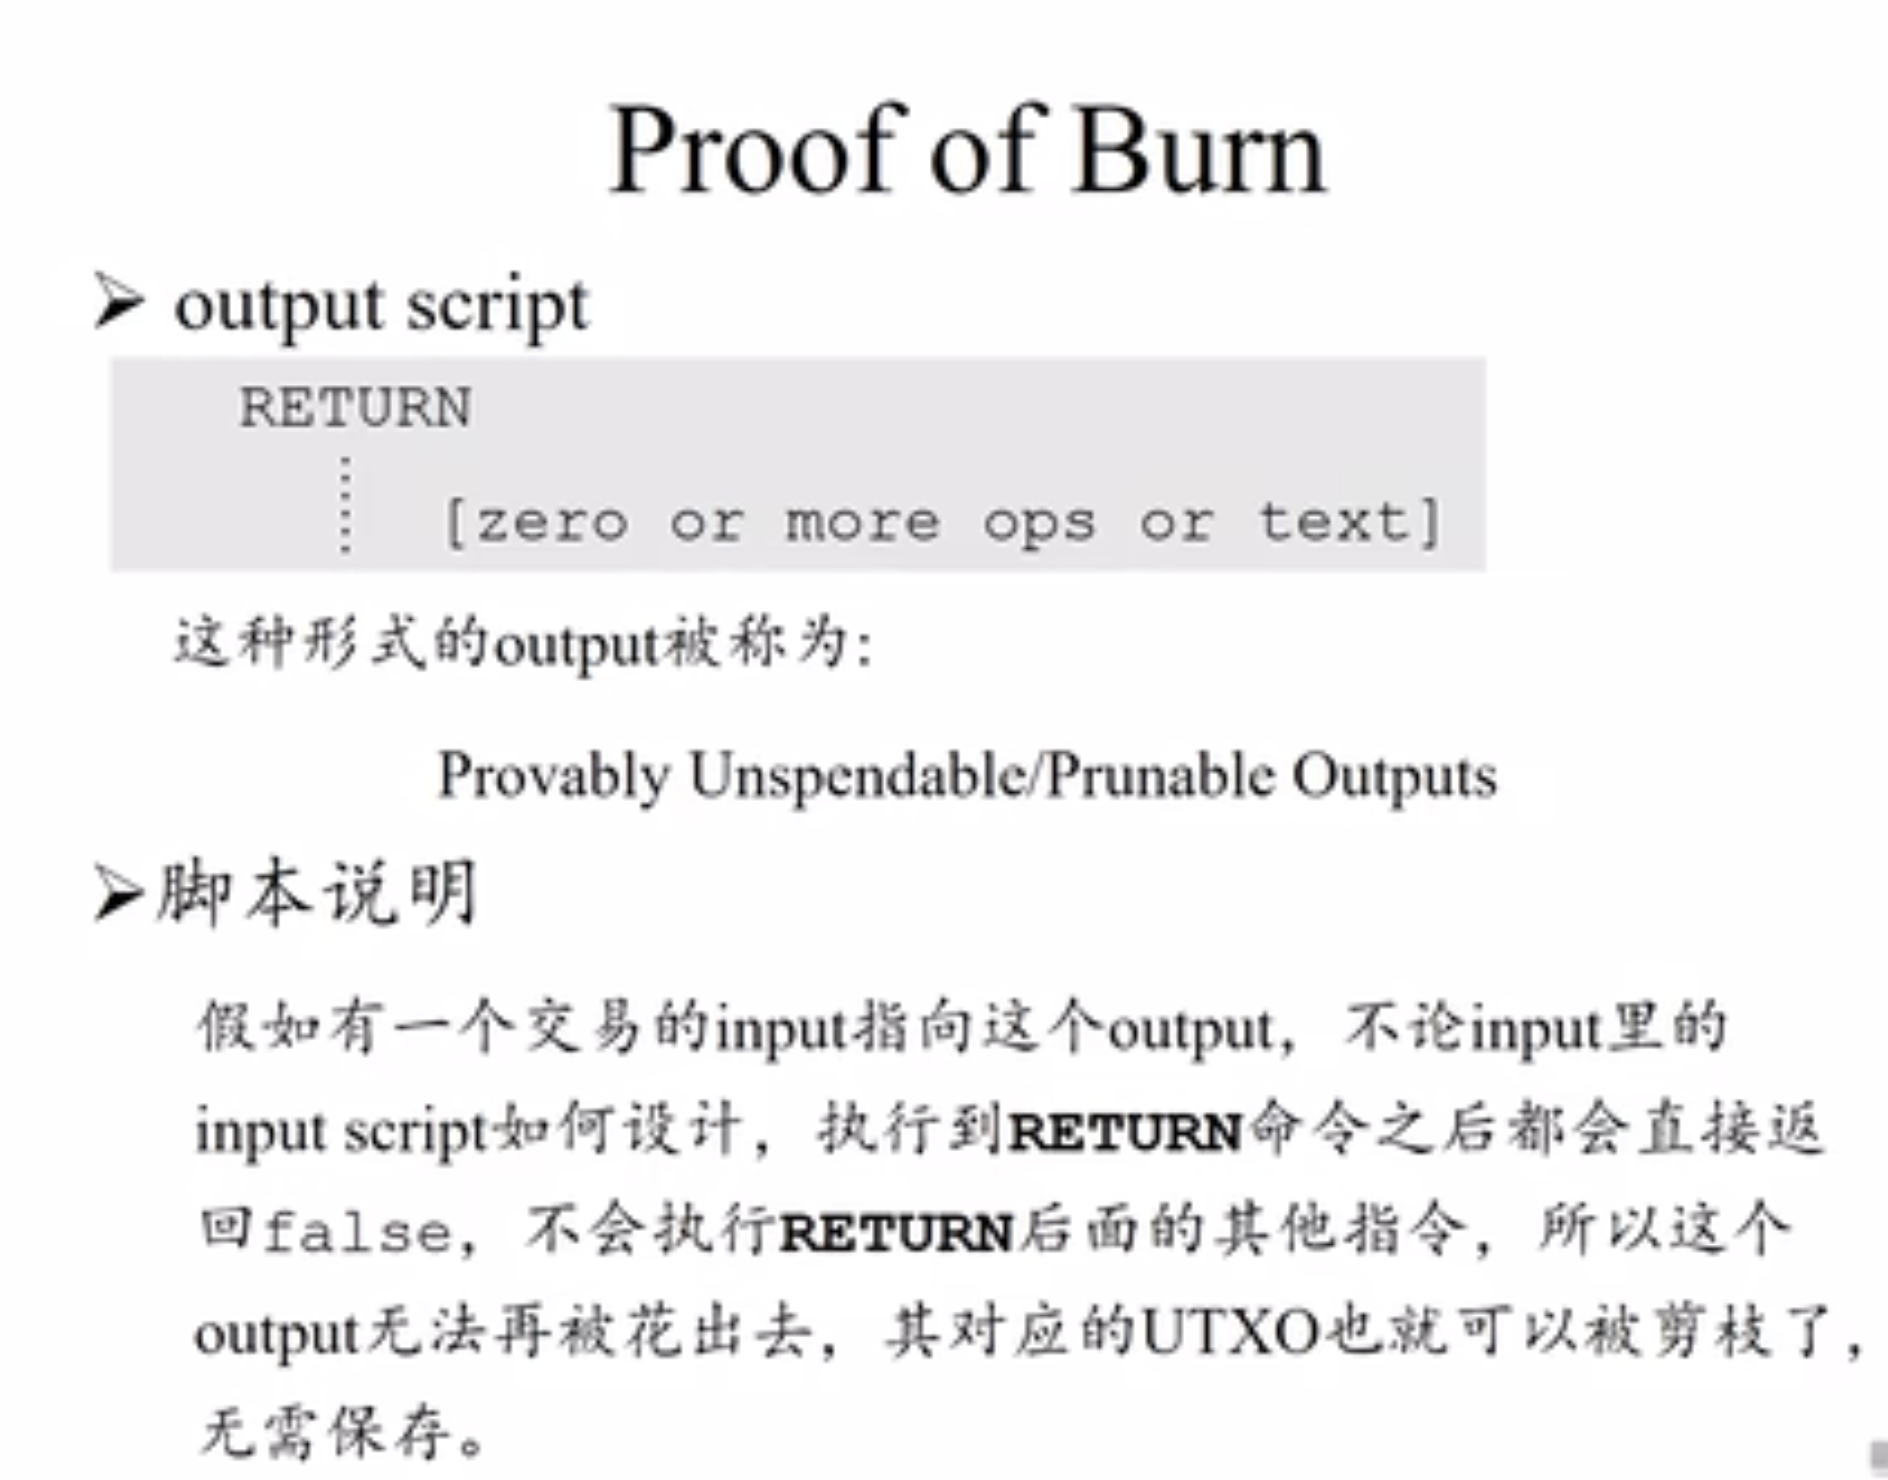 Proof of Burn
➢ output script
RETURN
[zero or more ops or text]
这种形式的output被称为:
Provably Unspendable/Prunable Outputs
➢脚本说明
假如有一个交易的input指向这个output，不论input里的
input script如何设计，执行到RETURN命令之后都会直接返
回false，不会执行RETURN后面的其他指令，所以这个
output无法再被花出去，其对应的UTXO也就可以被剪枝了，
无需保存。